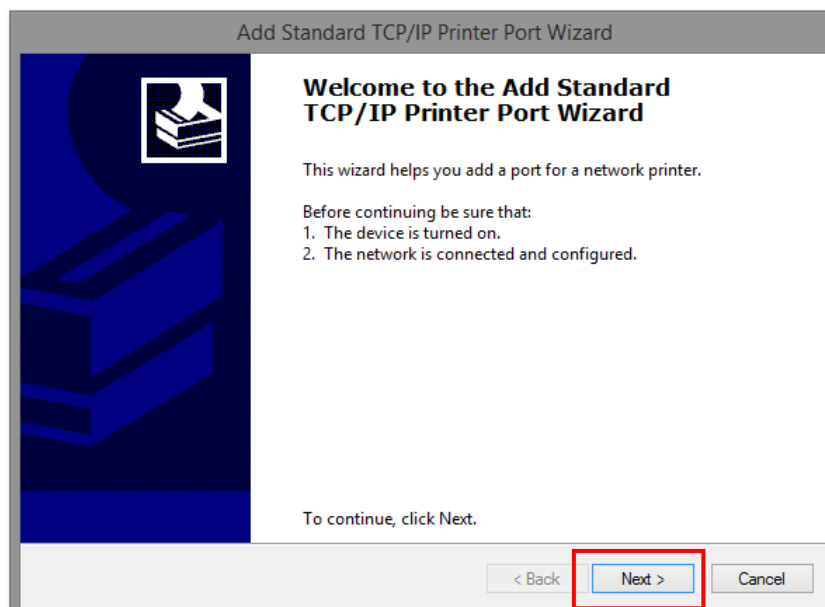 Add Standard TCP/IP Printer Port Wizard
Welcome to the Add Standard
TCP/IP Printer Port Wizard
This wizard helps you add a port for a network printer.
Before continuing be sure that:
1. The device is turned on.
2. The network is connected and configured.
To continue, click Next.
< Back Next > Cancel